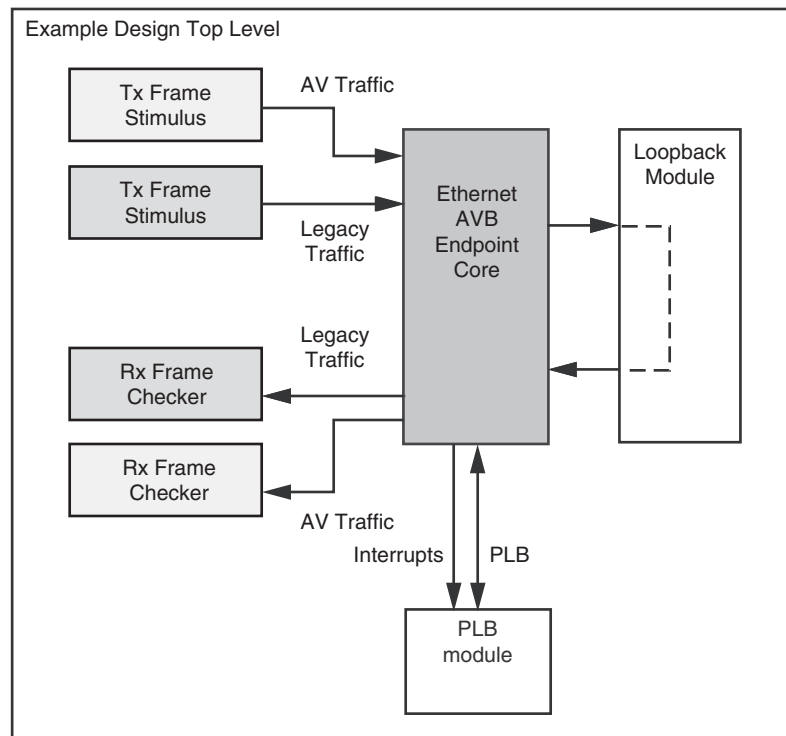 Example Design Top Level
Tx Frame
Stimulus
AV Traffic
Tx Frame
Stimulus
Legacy
Traffic
Ethernet
AVB
Endpoint
Core
Loopback
Module
Legacy
Traffic
Rx Frame
Checker
Rx Frame
Checker
AV Traffic
Interrupts
PLB
PLB
module